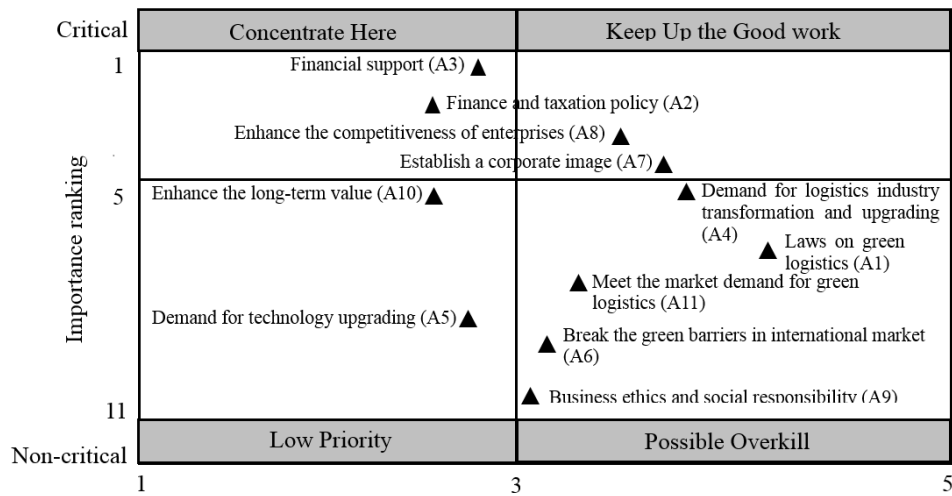 Critical
Concentrate Here
Keep Up the Good work
1
Financial support (A3)
Finance and taxation policy (A2)
Enhance the competitiveness of enterprises (A8)
Establish a corporate image (A7)
Importance ranking
5
Enhance the long-term value (A10)
Demand for logistics industry
transformation and upgrading
(A4)
Laws on green
logistics (A1)
Meet the market demand for green
logistics (A11)
Demand for technology upgrading (A5)
Break the green barriers in international market
(A6)
Business ethics and social responsibility (A9)
11
Low Priority
Possible Overkill
Non-critical
1
3
5